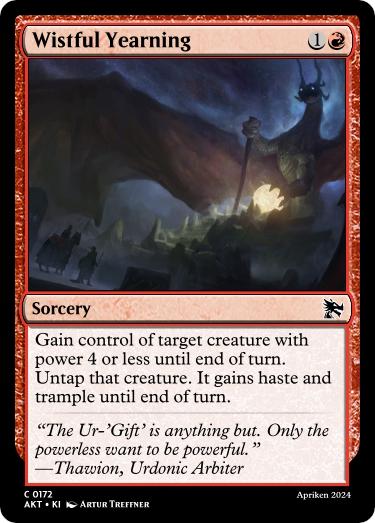 Wistful Yearning 1
Sorcery
Gain control of target creature with
power 4 or less until end of turn.
Untap that creature. It gains haste and
trample until end of turn.
“The Ur-’Gift’ is anything but. Only the
powerless want to be powerful.”
—Thawion, Urdonic Arbiter
C 0172
Apriken 2024
AKT • KI Artur Treffner